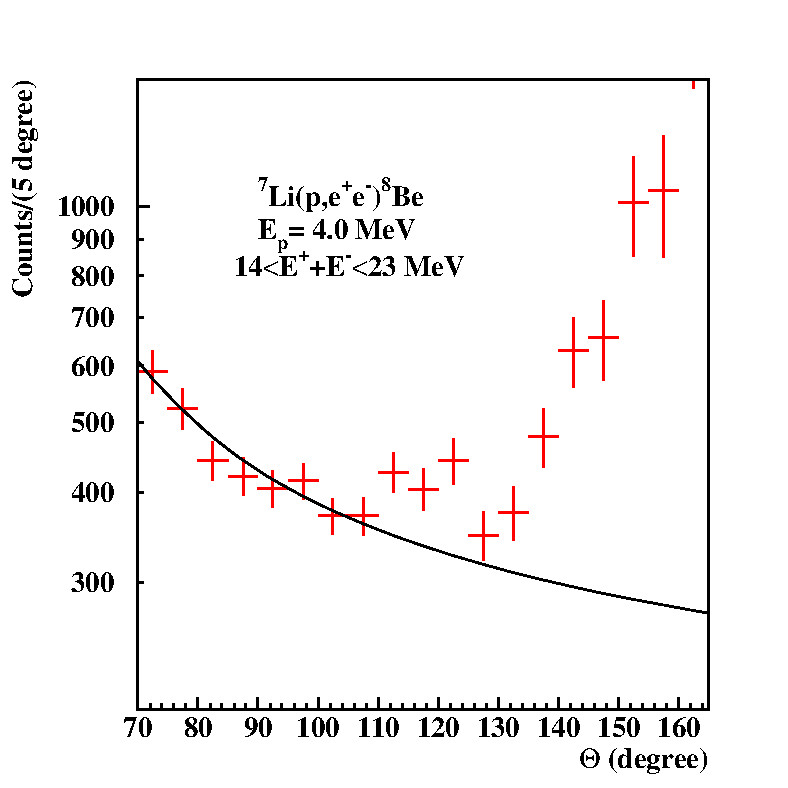 Counts/(5 degree)
⁷Li(p,e⁺e⁻)⁸Be
Eₚ= 4.0 MeV
14<E⁺+E⁻<23 MeV
1000
900
800
700
600
500
400
300
70 80 90 100 110 120 130 140 150 160
Θ (degree)